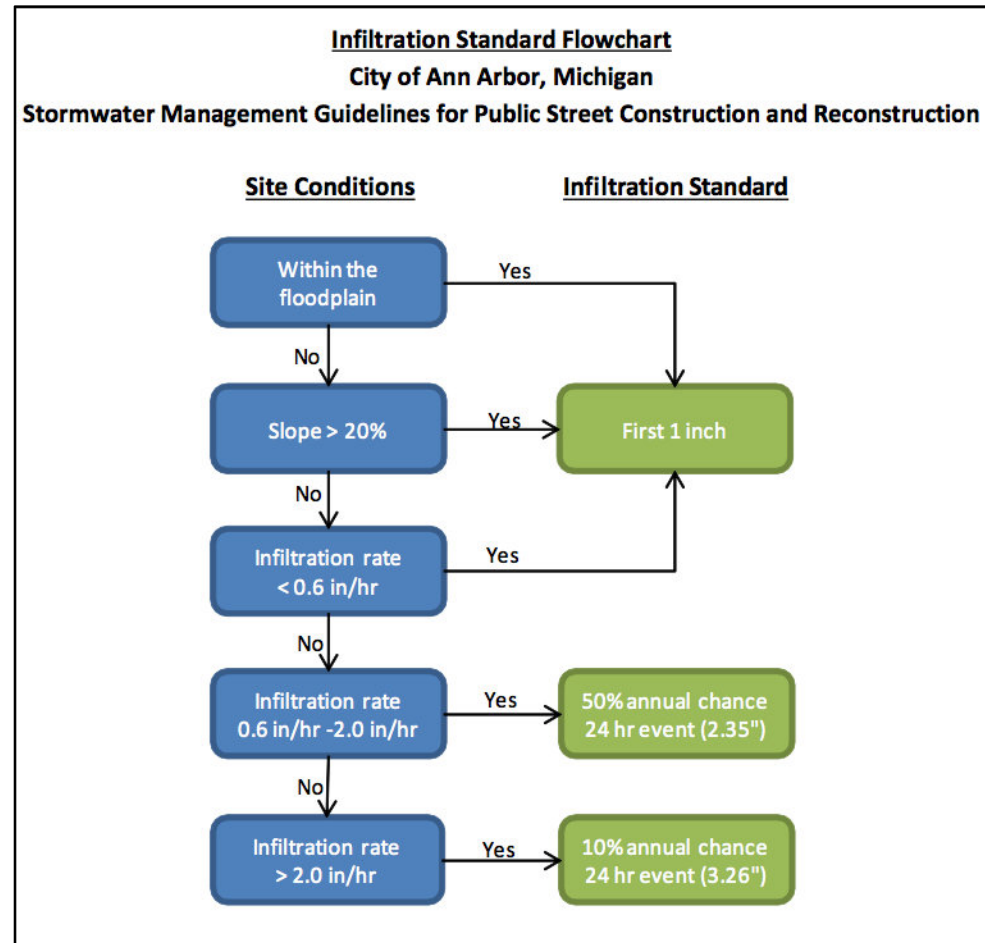 Infiltration Standard Flowchart
City of Ann Arbor, Michigan
Stormwater Management Guidelines for Public Street Construction and Reconstruction
Site Conditions
Infiltration Standard
Within the
floodplain
Yes
No
Slope > 20%
Yes
First 1 inch
No
Infiltration rate
< 0.6 in/hr
Yes
No
Infiltration rate
0.6 in/hr -2.0 in/hr
Yes
50% annual chance
24 hr event (2.35")
No
Infiltration rate
> 2.0 in/hr
Yes
10% annual chance
24 hr event (3.26")